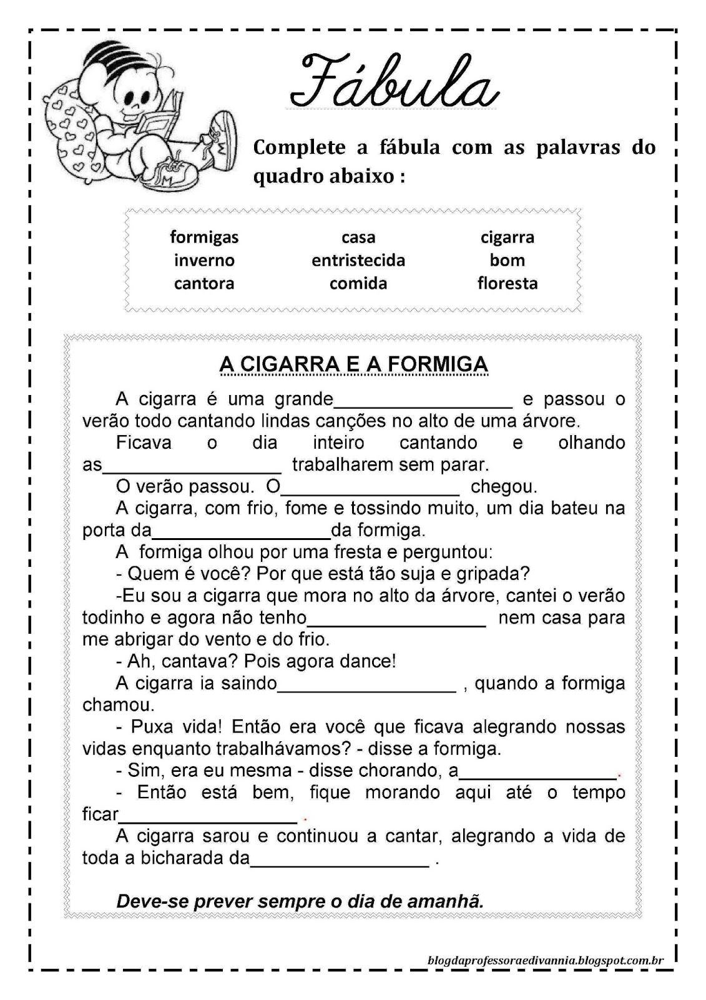 Fábula
Complete a fábula com as palavras do
quadro abaixo :
formigas casa cigarra
inverno entristecida bom
cantora comida floresta
A CIGARRA E A FORMIGA
A cigarra é uma grande_________________ e passou o
verão todo cantando lindas canções no alto de uma árvore.
Ficava o dia inteiro cantando e olhando
as_________________ trabalharem sem parar.
O verão passou. O_________________ chegou.
A cigarra, com frio, fome e tossindo muito, um dia bateu na
porta da_________________da formiga.
A formiga olhou por uma fresta e perguntou:
- Quem é você? Por que está tão suja e gripada?
-Eu sou a cigarra que mora no alto da árvore, cantei o verão
todinho e agora não tenho_________________ nem casa para
me abrigar do vento e do frio.
- Ah, cantava? Pois agora dance!
A cigarra ia saindo_________________ , quando a formiga
chamou.
- Puxa vida! Então era você que ficava alegrando nossas
vidas enquanto trabalhávamos? - disse a formiga.
- Sim, era eu mesma - disse chorando, a_______________.
- Então está bem, fique morando aqui até o tempo
ficar_________________ .
A cigarra sarou e continuou a cantar, alegrando a vida de
toda a bicharada da_________________ .
Deve-se prever sempre o dia de amanhã.
blogdaprofessoraedivannia.blogspot.com.br
M